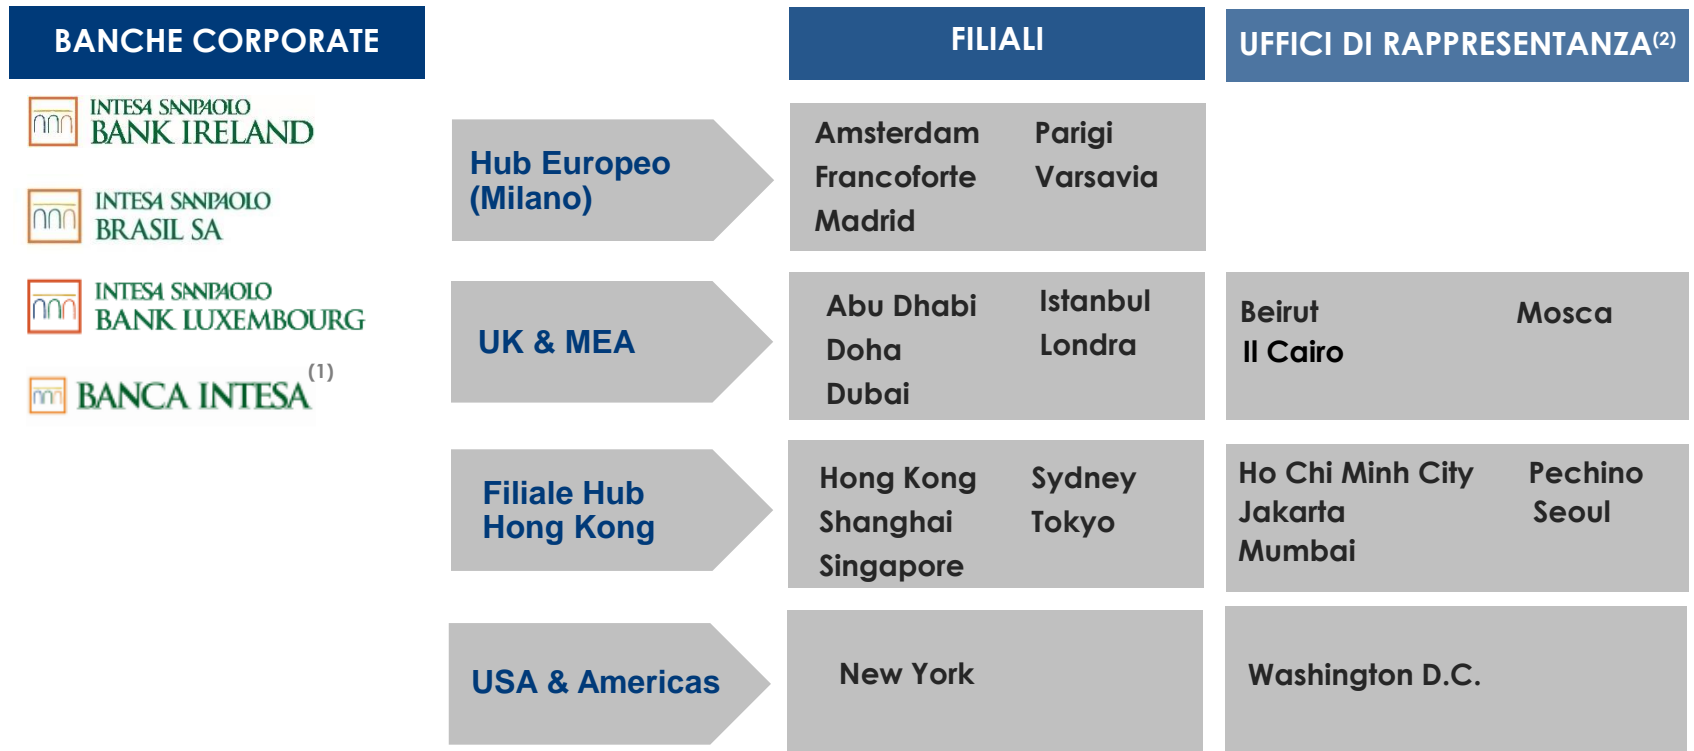 BANCHE CORPORATE
FILIALI
UFFICI DI RAPPRESENTANZA(2)
INTESA SANPAOLO
BANK IRELAND
INTESA SANPAOLO
BRASIL SA
INTESA SANPAOLO
BANK LUXEMBOURG
BANCA INTESA(1)
Hub Europeo
(Milano)
Amsterdam Parigi
Francoforte Varsavia
Madrid
UK & MEA
Abu Dhabi Istanbul
Doha Londra
Dubai
Beirut Mosca
Il Cairo
Filiale Hub
Hong Kong
Hong Kong Sydney
Shanghai Tokyo
Singapore
Ho Chi Minh City Pechino
Jakarta Seoul
Mumbai
USA & Americas
New York
Washington D.C.